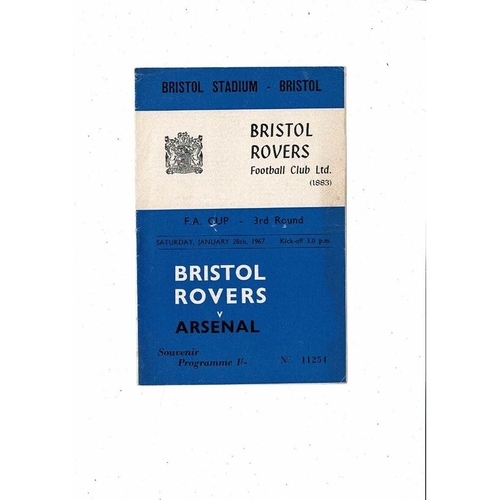 BRISTOL STADIUM - BRISTOL
BRISTOL
ROVERS
Football Club Ltd.
(1883)
F.A. CUP - 3rd Round
SATURDAY, JANUARY 28th, 1967 Kick-off 3.0 p.m.
BRISTOL
ROVERS
v
ARSENAL
Souvenir
Programme 1/- No 11254